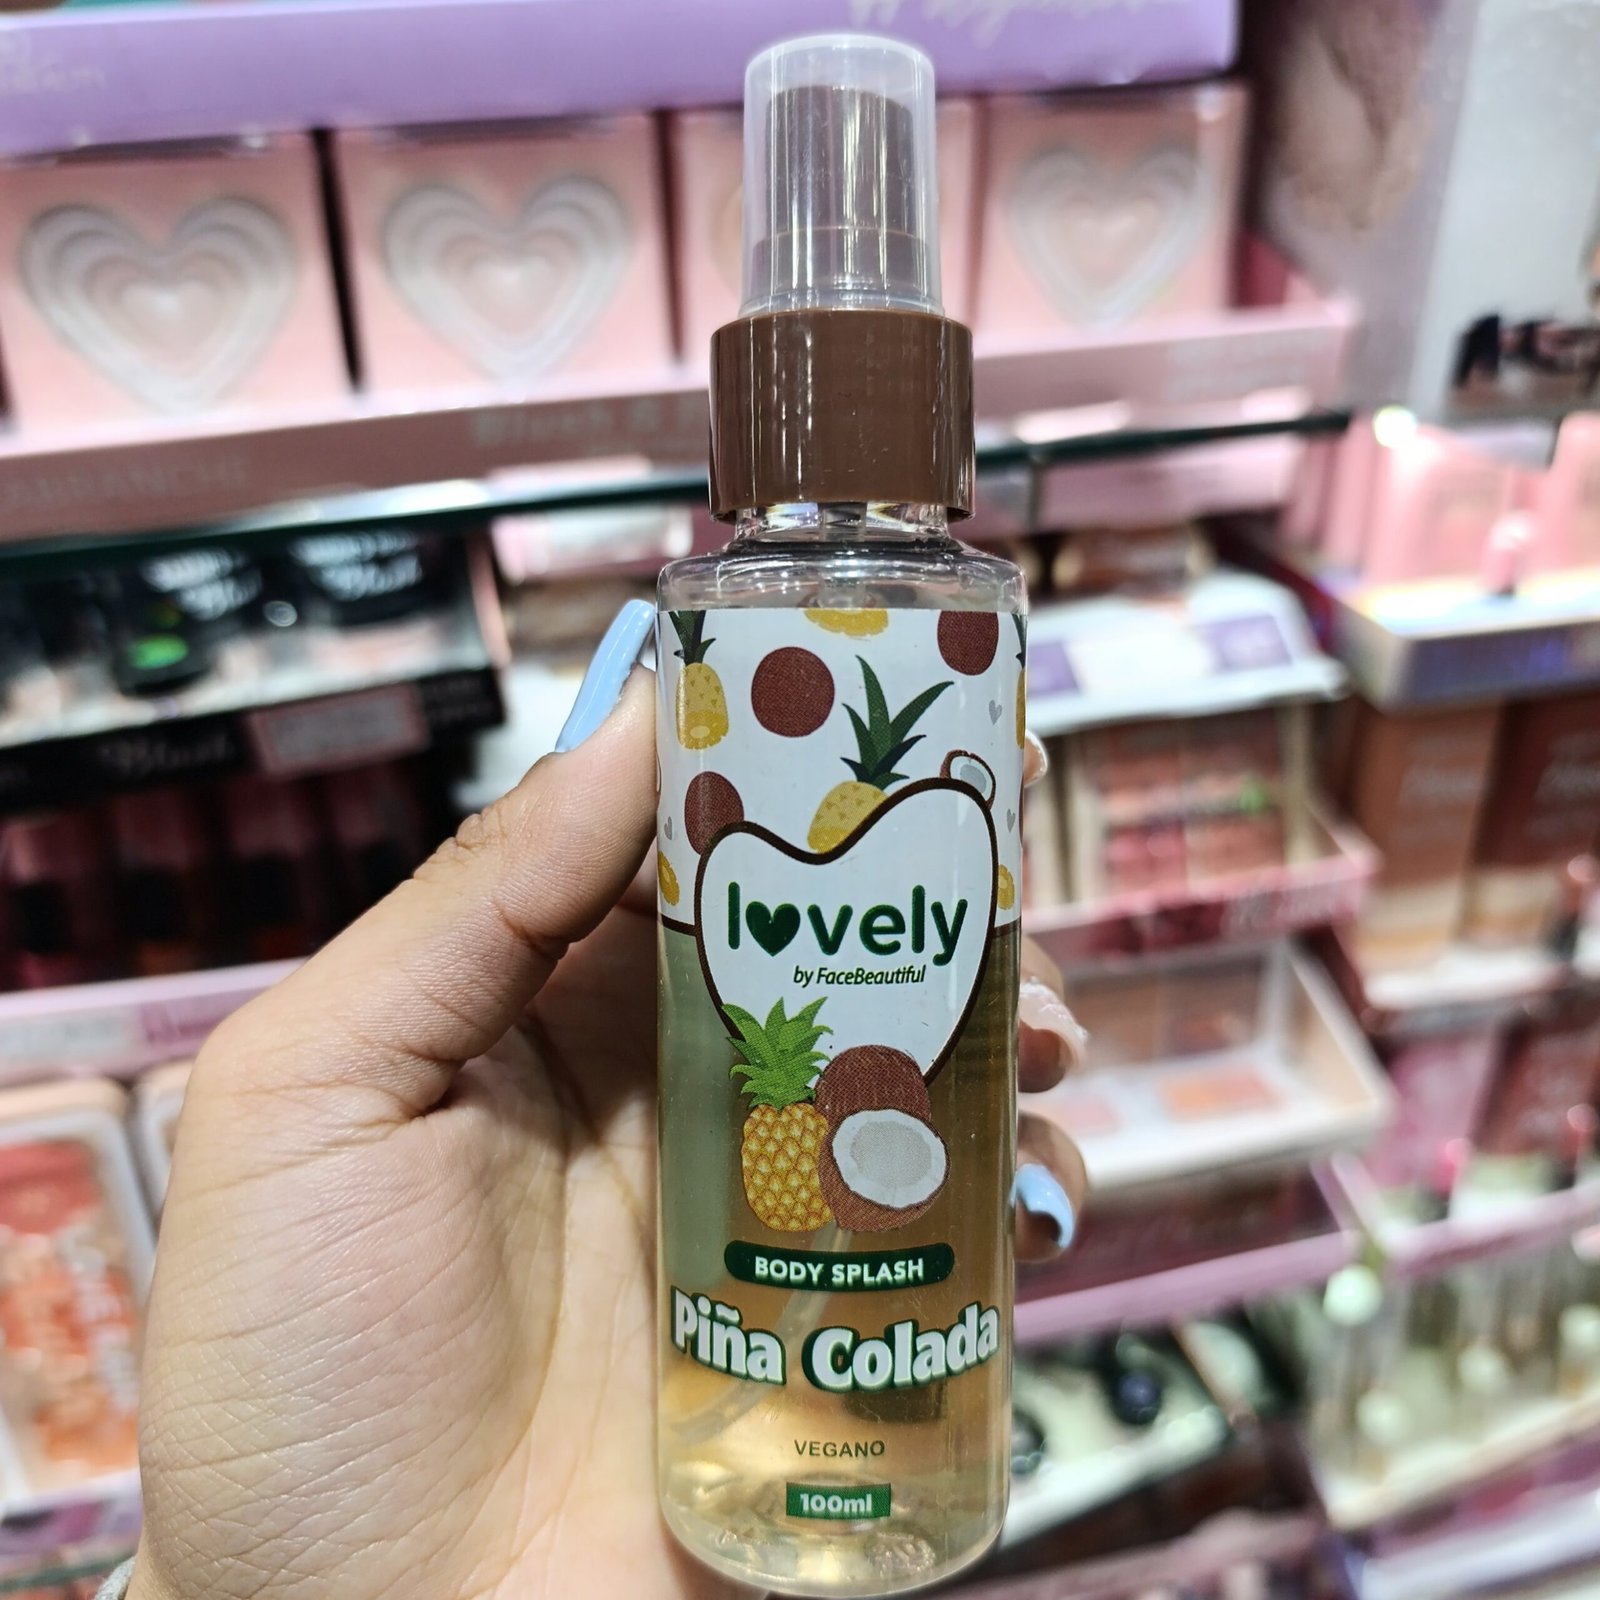 lovely
by FaceBeautiful
BODY SPLASH
Piña Colada
VEGANO
100ml